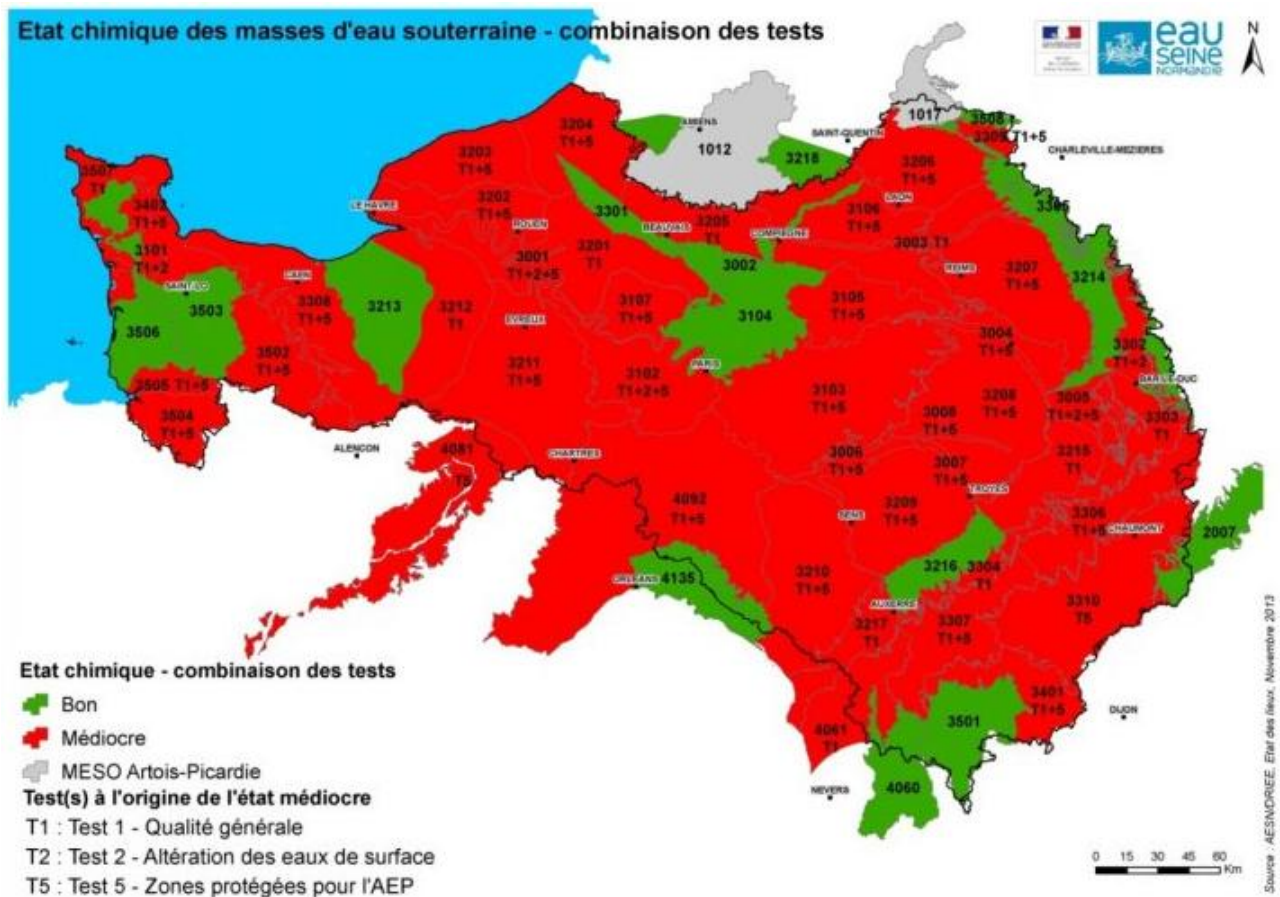 Etat chimique des masses d'eau souterraine - combinaison des tests
eau
SEINE
NORMANDIE
N
1017
3508
3309 T1+5
CHARLEVILLE-MEZIERES
3204
T1+5
AMIENS
1012
SAINT-QUENTIN
3218
3203
T1+5
3206
T1+5
LAON
3507
T1
3402
T1+5
LE HAVRE
3202
T1+5
ROUEN
3301
BEAUVAIS
3205
T1
COMPIEGNE
3106
T1+5
3003 T1
3101
T1+2
3201
T1
3001
T1+2+5
3002
REIMS
3207
T1+5
3214
SAINT-LO
CAEN
3308
T1+5
3213
3212
T1
EVREUX
3107
T1+5
3104
3105
T1+5
3503
3506
3004
T1+5
3302
T1+2
BAR-LE-DUC
3502
T1+5
3211
T1+5
3102
T1+2+5
PARIS
3103
T1+5
3208
T1+5
3005
T1+2+5
3505 T1+5
3504
T1+5
3008
T1+5
3303
T1
ALENCON
4081
T5
CHARTRES
3006
T1+5
3007
T1+5
3215
T1
TROYES
4092
T1+5
SENS
3209
T1+5
3306
T1+5
CHAUMONT
2007
ORLEANS
4135
3210
T1+5
3216
3304
T1
AUXERRE
3217
T1
3307
T1+5
3310
T5
3401
T1+5
DIJON
3501
4061
T1
NEVERS
4060
Etat chimique - combinaison des tests
Bon
Médiocre
MESO Artois-Picardie
Test(s) à l'origine de l'état médiocre
T1 : Test 1 - Qualité générale
T2 : Test 2 - Altération des eaux de surface
T5 : Test 5 - Zones protégées pour l'AEP
0 15 30 45 60
Km
Source : AESN/DRIEE, Etat des lieux, Novembre 2013